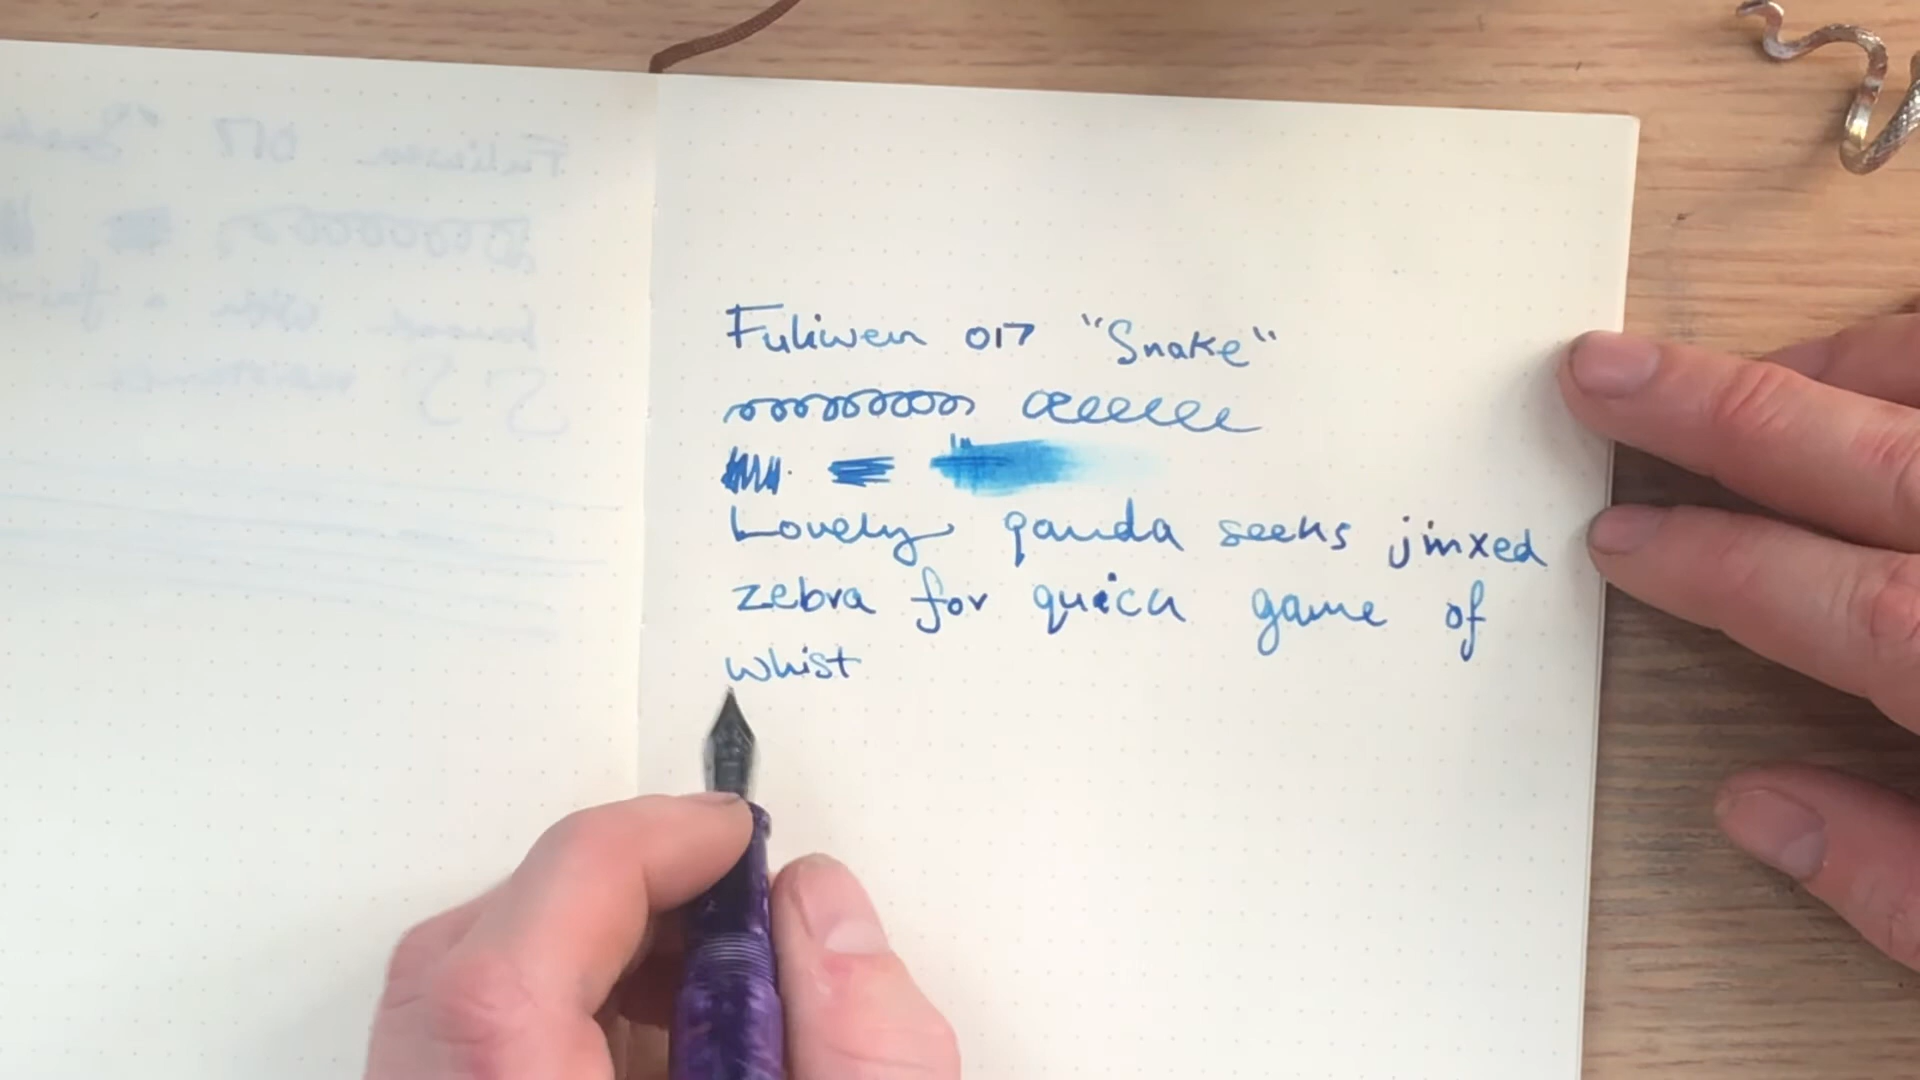 Fuliwen 017 "Snake"
Lovely panda seeks jinxed
zebra for quick game of
whist